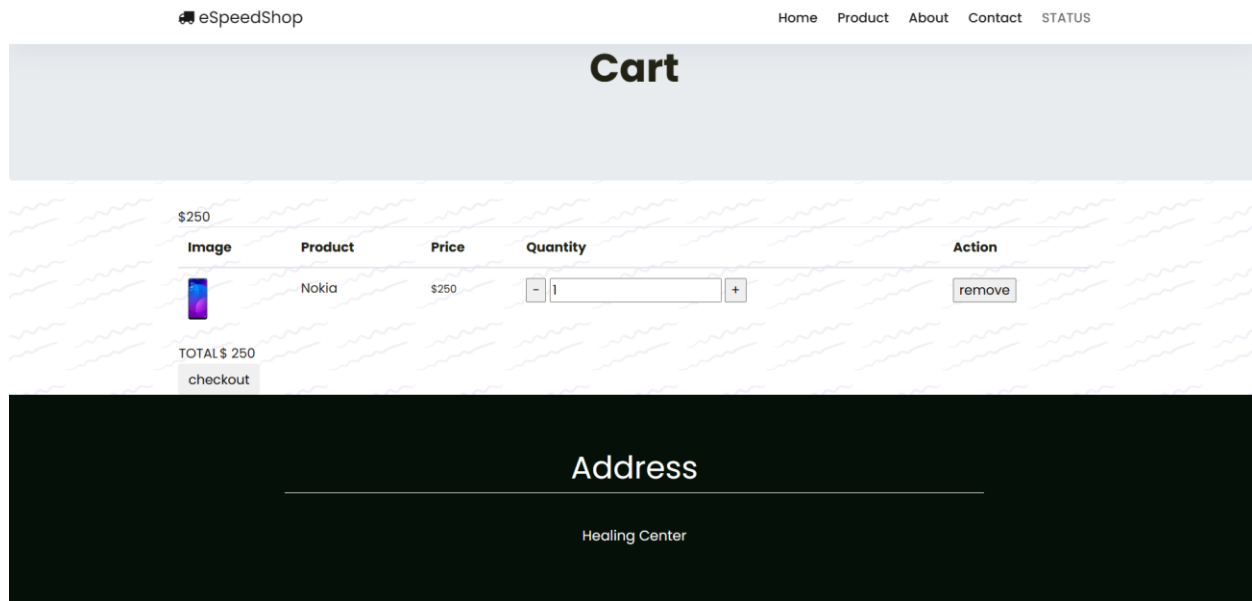 eSpeedShop Home Product About Contact STATUS
Cart
$250
Image Product Price Quantity Action
Nokia $250 - 1 + remove
TOTAL$ 250
checkout
Address
Healing Center